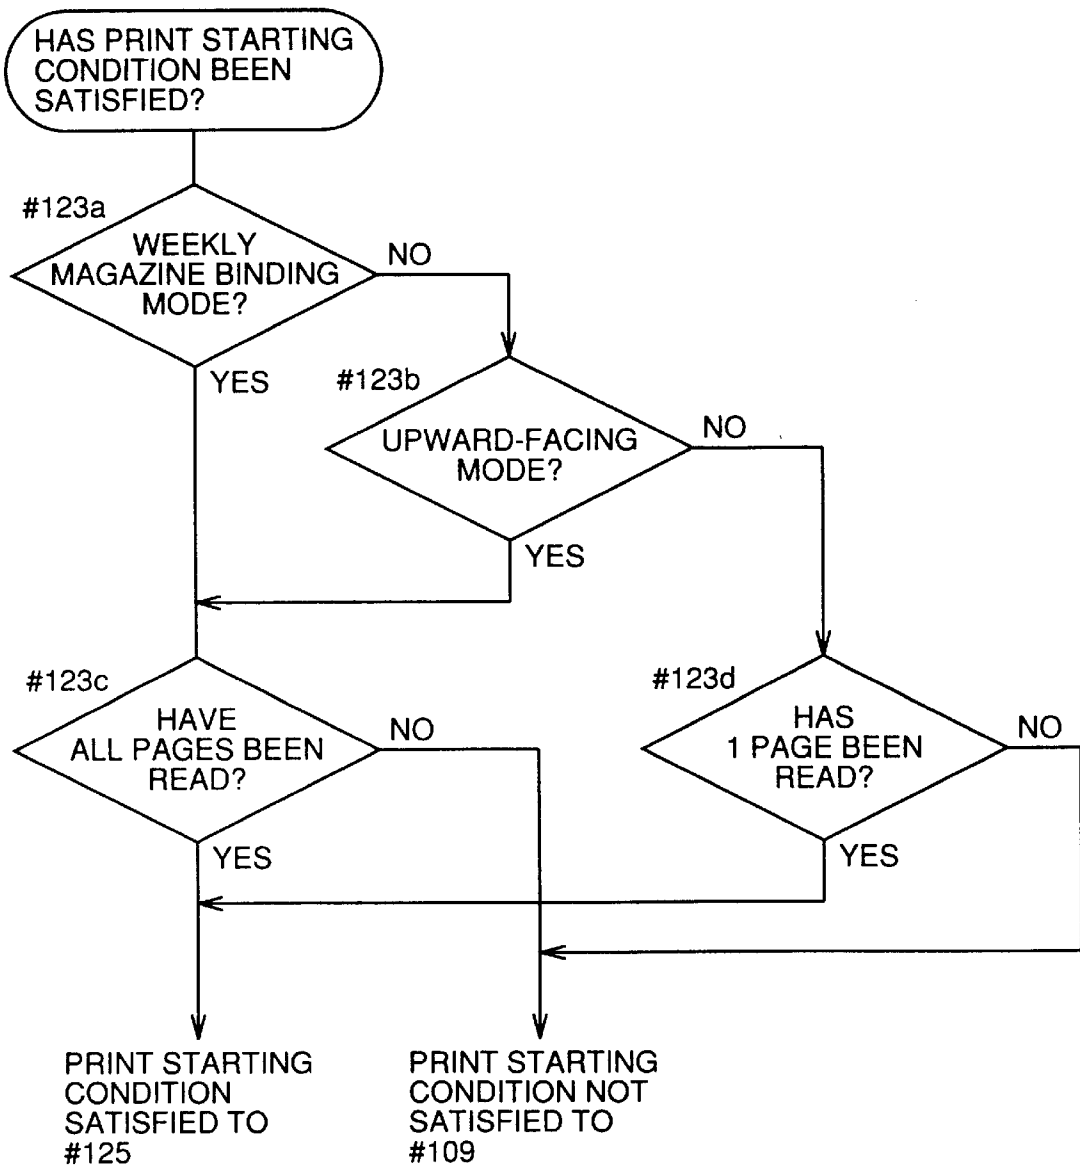 HAS PRINT STARTING
CONDITION BEEN
SATISFIED?
#123a
WEEKLY
MAGAZINE BINDING
MODE?
NO
YES
#123b
UPWARD-FACING
MODE?
NO
YES
#123c
HAVE
ALL PAGES BEEN
READ?
NO
YES
#123d
HAS
1 PAGE BEEN
READ?
NO
YES
PRINT STARTING
CONDITION
SATISFIED TO
#125
PRINT STARTING
CONDITION NOT
SATISFIED TO
#109